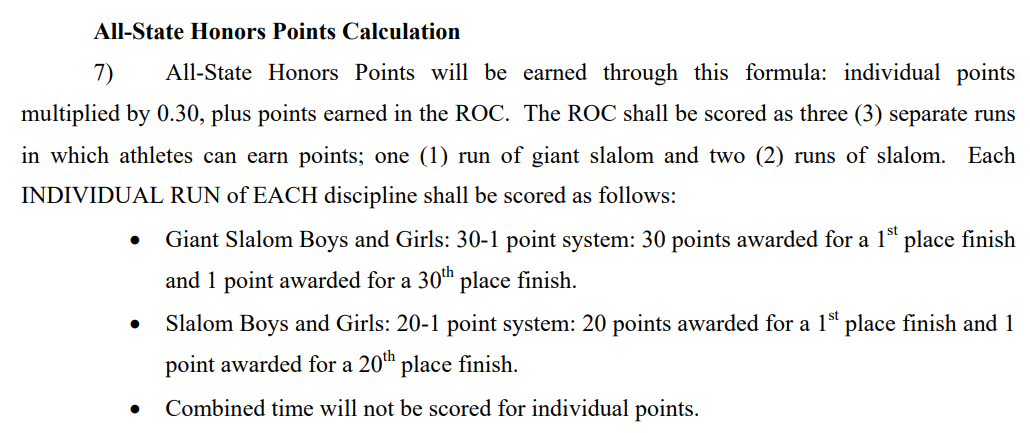 All-State Honors Points Calculation
7) All-State Honors Points will be earned through this formula: individual points
multiplied by 0.30, plus points earned in the ROC. The ROC shall be scored as three (3) separate runs
in which athletes can earn points; one (1) run of giant slalom and two (2) runs of slalom. Each
INDIVIDUAL RUN of EACH discipline shall be scored as follows:
• Giant Slalom Boys and Girls: 30-1 point system: 30 points awarded for a 1st place finish
and 1 point awarded for a 30th place finish.
• Slalom Boys and Girls: 20-1 point system: 20 points awarded for a 1st place finish and 1
point awarded for a 20th place finish.
• Combined time will not be scored for individual points.